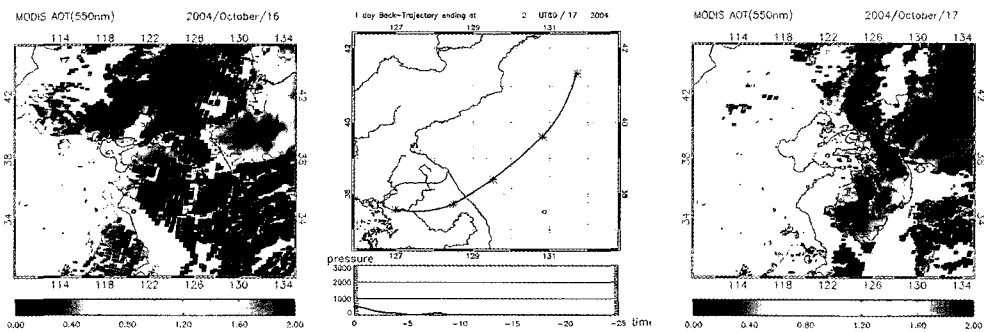 MODIS AOT(550nm) 2004/October/16
114 118 122 126 130 134
42
38
34
114 118 122 126 130 134
0.00 0.40 0.80 1.20 1.60 2.00
1 day Back-Trajectory ending at 2 UT 2004
127 129 131
42
40
38
127 129 131
pressure
3000
2000
1000
0
0 -5 -9 -15 -20 -25
time
MODIS AOT(550nm) 2004/October/17
114 118 122 126 130 134
42
38
34
114 118 122 126 130 134
0.00 0.40 0.80 1.20 1.60 2.00